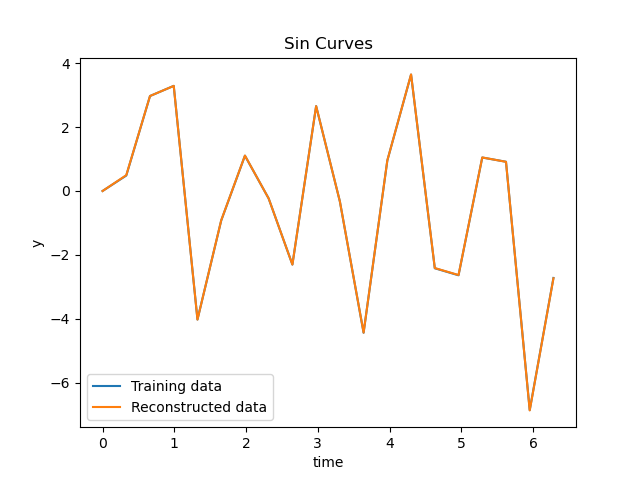 Sin Curves
4
2
0
−2
−4
−6
y
0 1 2 3 4 5 6
time
Training data
Reconstructed data